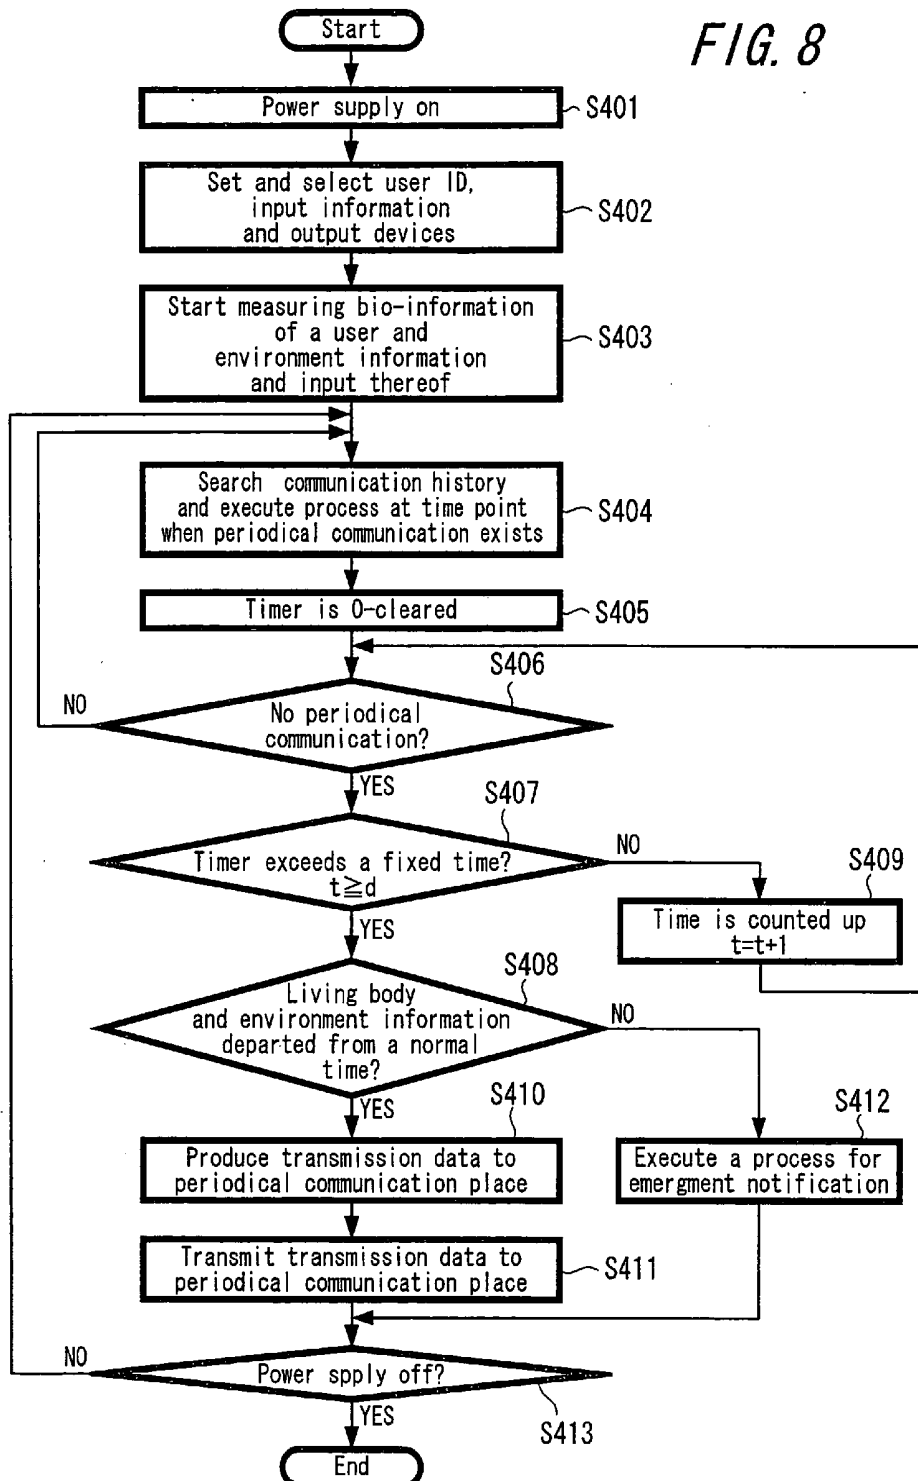 FIG. 8
Start
Power supply on
S401
Set and select user ID,
input information
and output devices
S402
Start measuring bio-information
of a user and
environment information
and input thereof
S403
Search communication history
and execute process at time point
when periodical communication exists
S404
Timer is 0-cleared
S405
S406
NO
No periodical
communication?
YES
S407
Timer exceeds a fixed time?
t≧d
NO
S409
Time is counted up
t=t+1
YES
S408
Living body
and environment information
departed from a normal
time?
NO
YES
S410
Produce transmission data to
periodical communication place
S412
Execute a process for
emergment notification
Transmit transmission data to
periodical communication place
S411
NO
Power spply off?
YES
S413
End